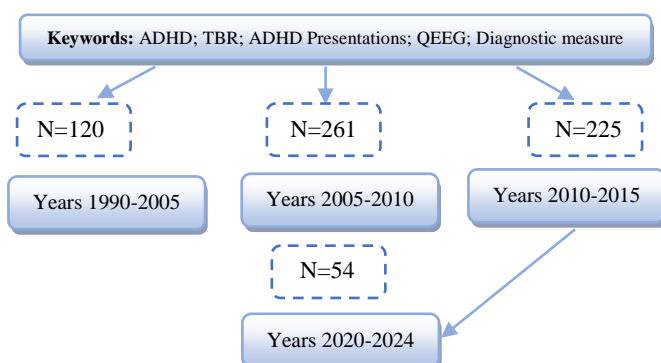 Keywords: ADHD; TBR; ADHD Presentations; QEEG; Diagnostic measure
N=120
N=261
N=225
Years 1990-2005
Years 2005-2010
Years 2010-2015
N=54
Years 2020-2024